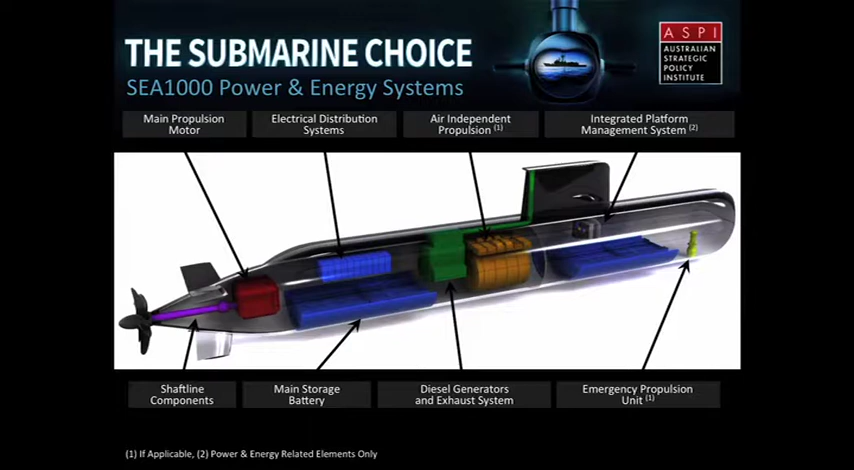 THE SUBMARINE CHOICE
SEA1000 Power & Energy Systems
ASPI
AUSTRALIAN
STRATEGIC
POLICY
INSTITUTE
Main Propulsion
Motor
Electrical Distribution
Systems
Air Independent
Propulsion (1)
Integrated Platform
Management System (2)
Shaftline
Components
Main Storage
Battery
Diesel Generators
and Exhaust System
Emergency Propulsion
Unit (1)
(1) If Applicable, (2) Power & Energy Related Elements Only